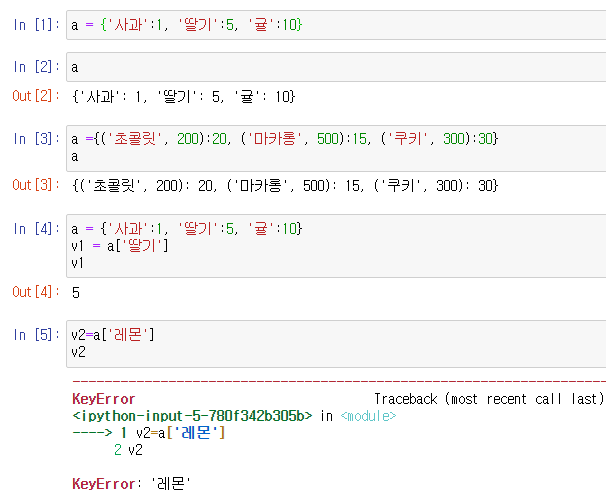 In [1]: a = {'사과':1, '딸기':5, '귤':10}
In [2]: a
Out[2]: {'사과': 1, '딸기': 5, '귤': 10}
In [3]: a ={('초콜릿', 200):20, ('마카롱', 500):15, ('쿠키', 300):30}
a
Out[3]: {('초콜릿', 200): 20, ('마카롱', 500): 15, ('쿠키', 300): 30}
In [4]: a = {'사과':1, '딸기':5, '귤':10}
v1 = a['딸기']
v1
Out[4]: 5
In [5]: v2=a['레몬']
v2
---------------------------------------------------------------------------
KeyError Traceback (most recent call last)
<ipython-input-5-780f342b305b> in <module>
----> 1 v2=a['레몬']
2 v2
KeyError: '레몬'